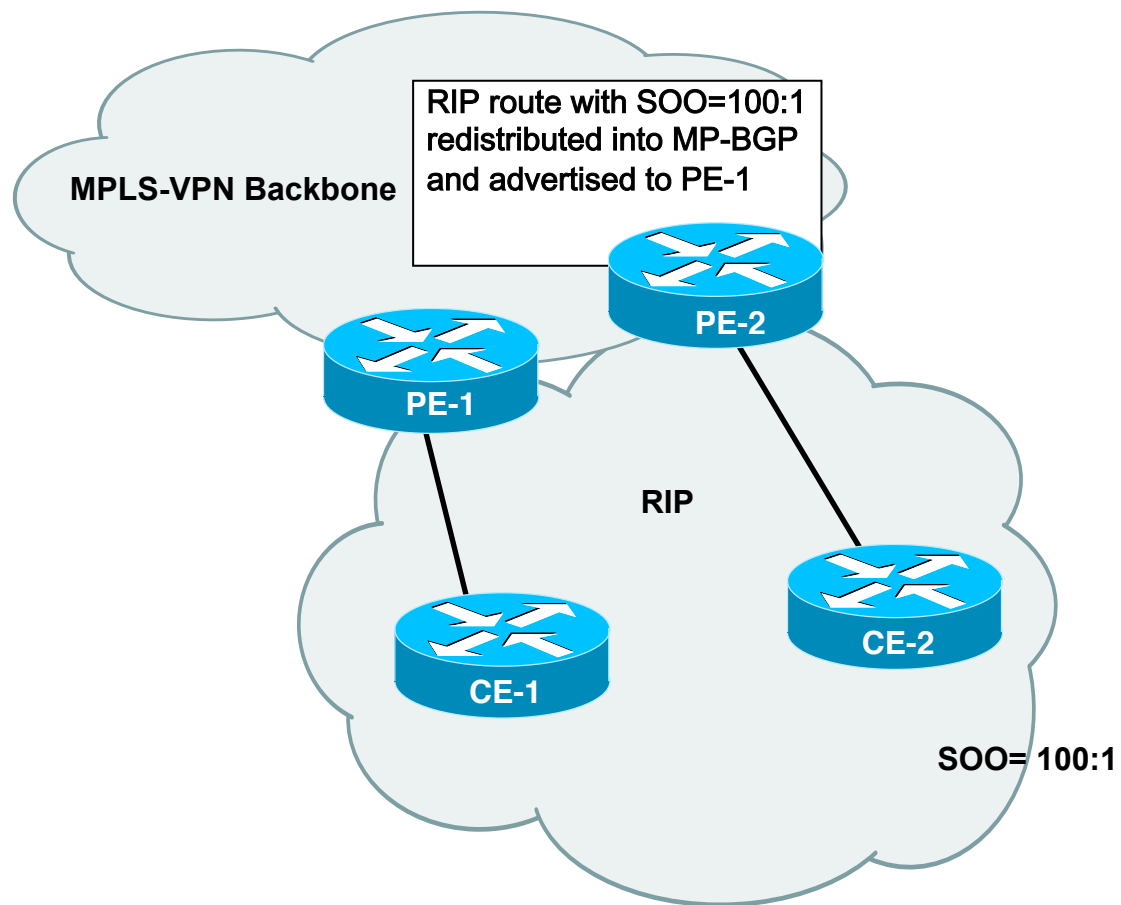 RIP route with SOO=100:1
redistributed into MP-BGP
and advertised to PE-1
MPLS-VPN Backbone
PE-2
PE-1
RIP
CE-2
CE-1
SOO= 100:1